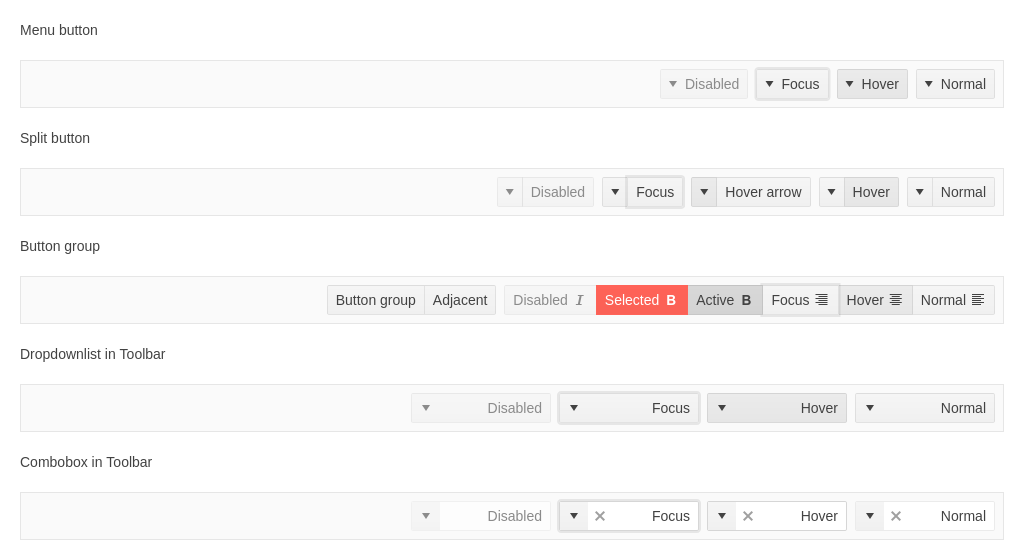 Menu button
Disabled Focus Hover Normal
Split button
Disabled Focus Hover arrow Hover Normal
Button group
Button group Adjacent Disabled I Selected B Active B Focus Hover Normal
Dropdownlist in Toolbar
Disabled Focus Hover Normal
Combobox in Toolbar
Disabled Focus Hover Normal